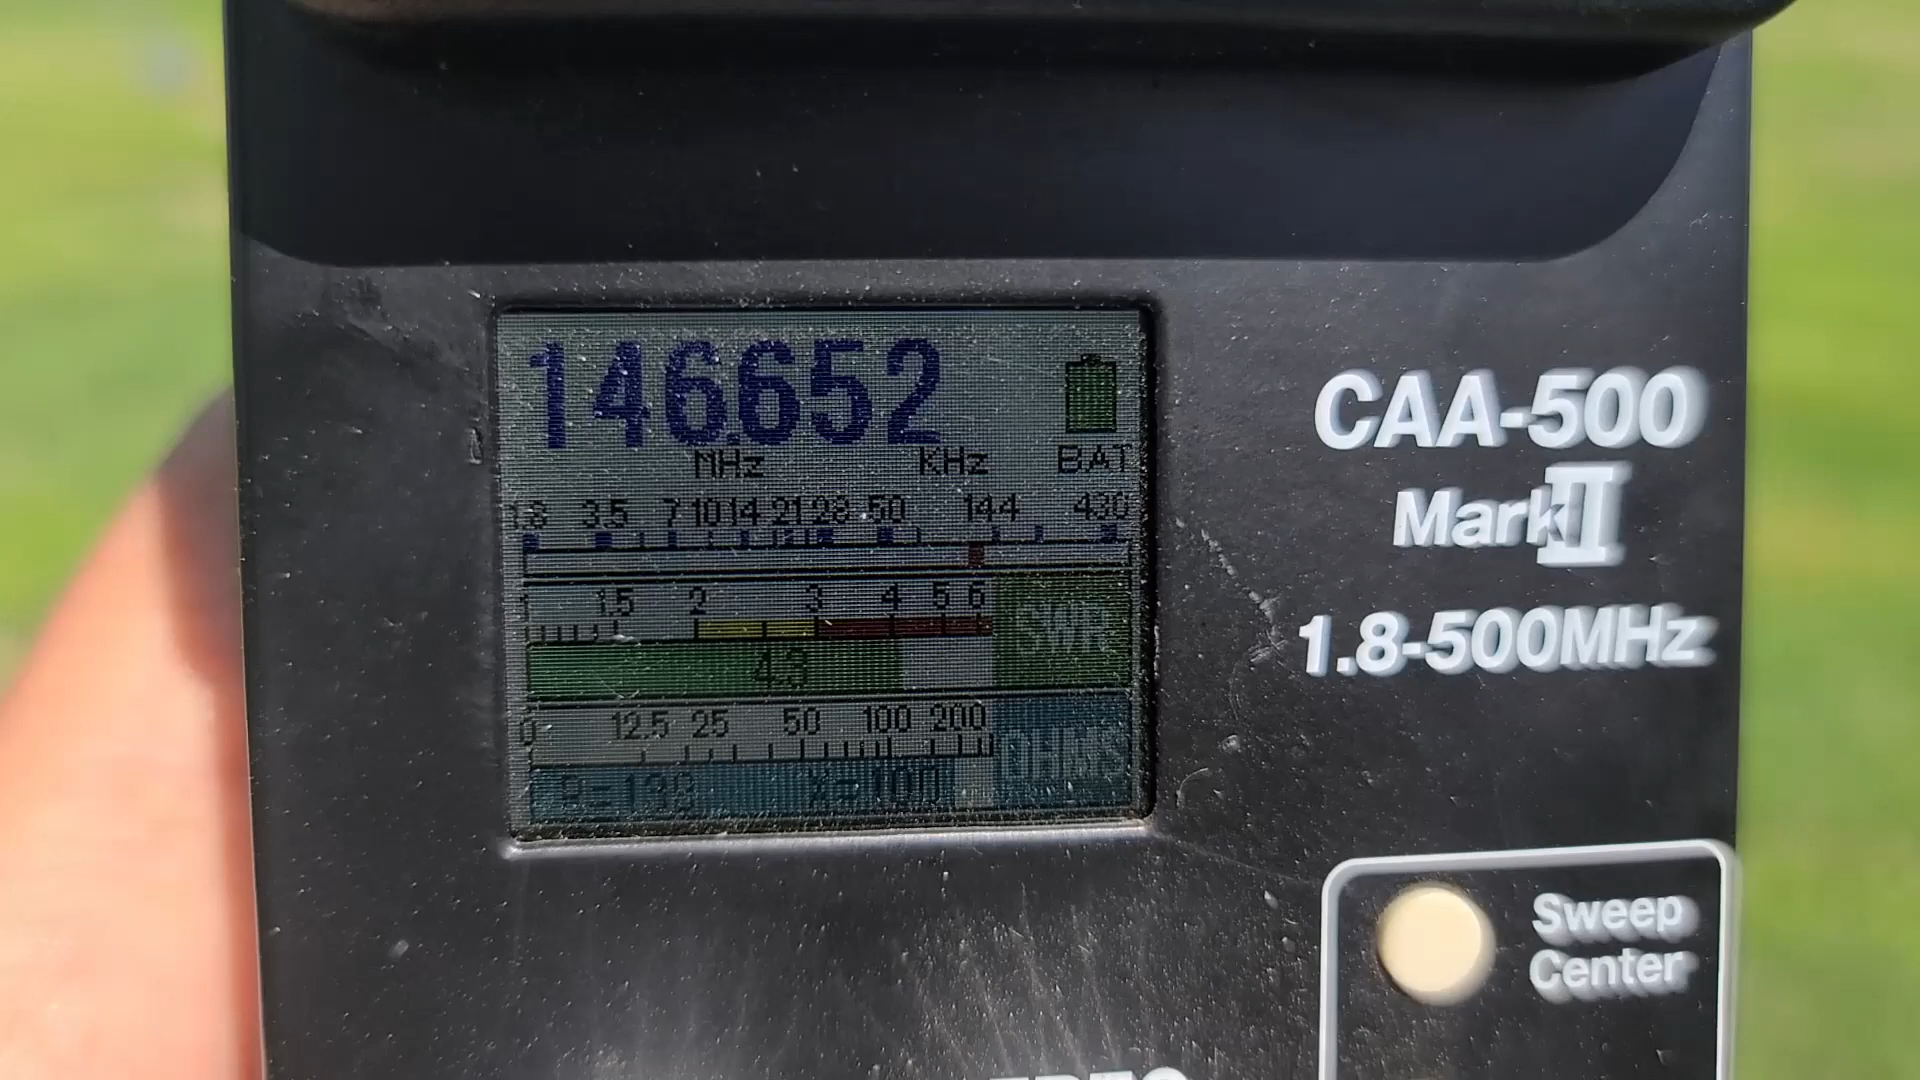 146.652
MHz KHz BAT
1.8 3.5 7 10 14 21 28 50 144 430
1 1.5 2 3 4 5 6
SWR
4.3
0 12.5 25 50 100 200
OHMS
X=100
CAA-500
Mark II
1.8-500MHz
Sweep
Center